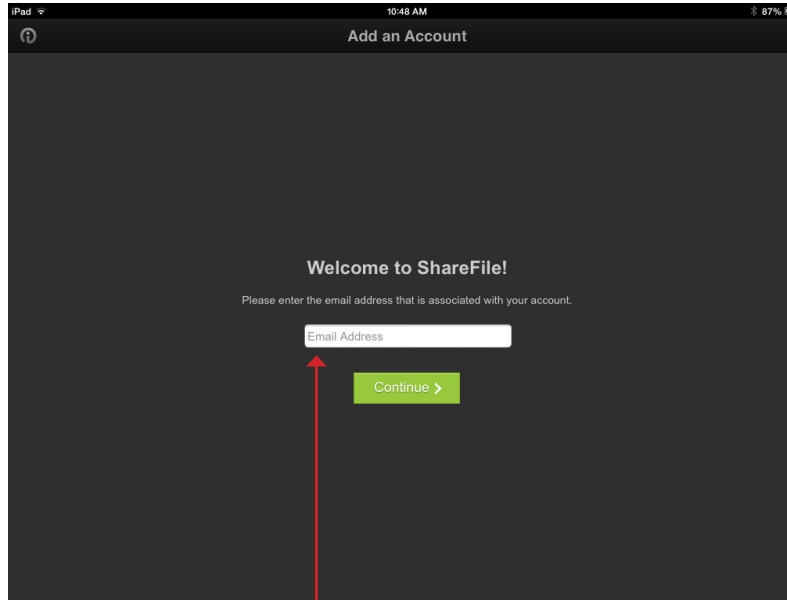 iPad 10:48 AM 87%
Add an Account
Welcome to ShareFile!
Please enter the email address that is associated with your account.
Email Address
Continue